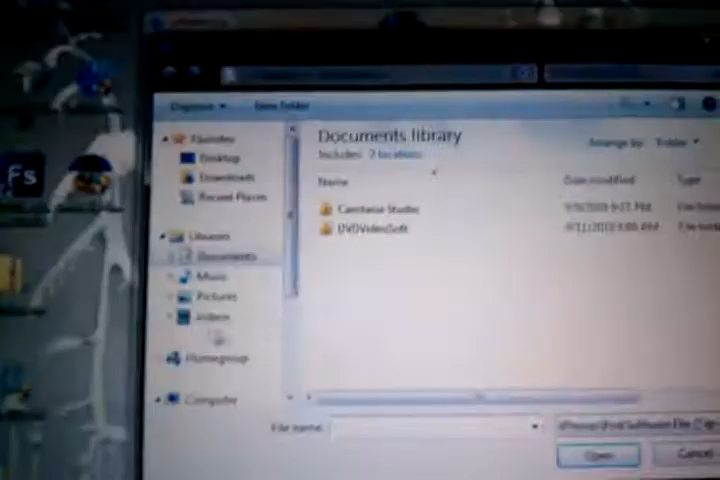 Organize
New folder
Favorites
Desktop
Downloads
Recent Places
Libraries
Documents
Music
Pictures
Videos
Homegroup
Computer
Documents library
Includes: 2 locations
Arrange by: Folder
Name
Date modified
Type
Camtasia Studio
DVDVideoSoft
File name:
Open
Cancel
Fs